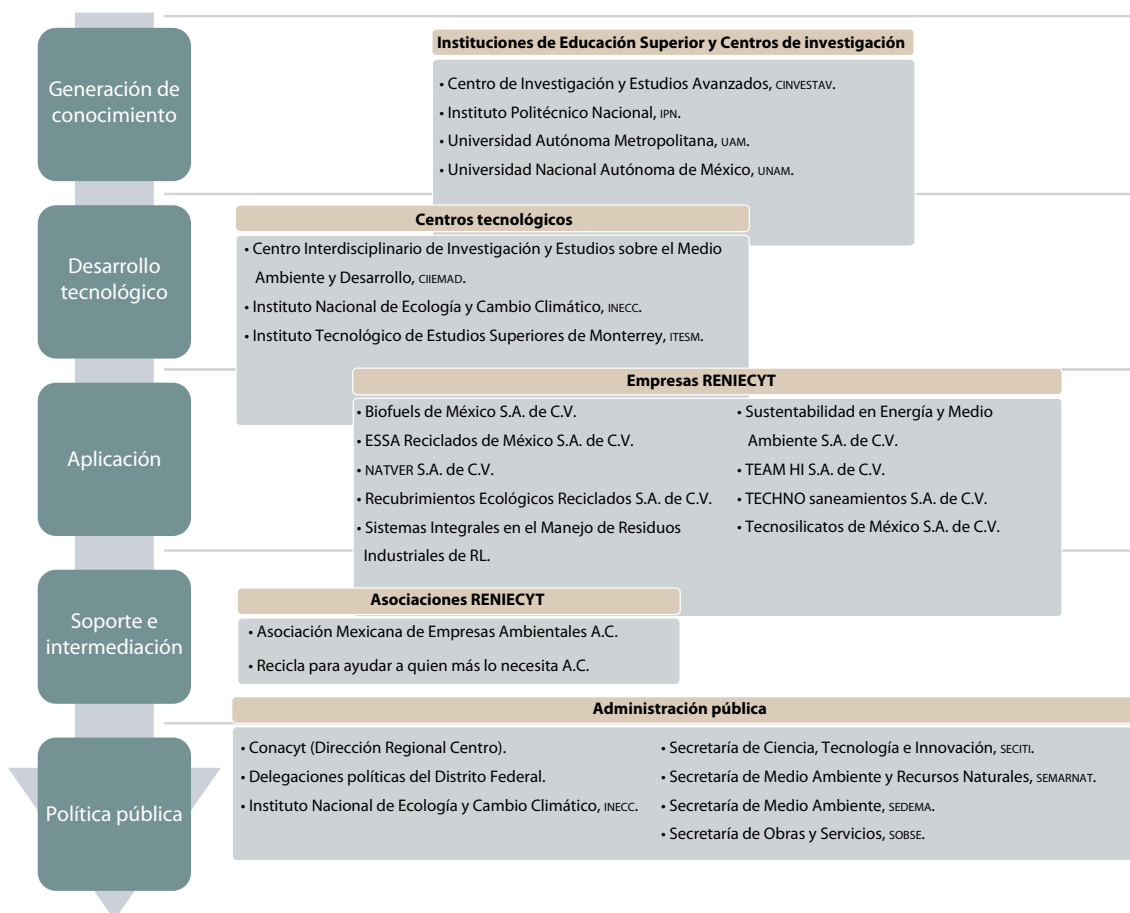 Generación de
conocimiento
Instituciones de Educación Superior y Centros de investigación
• Centro de Investigación y Estudios Avanzados, CINVESTAV.
• Instituto Politécnico Nacional, IPN.
• Universidad Autónoma Metropolitana, UAM.
• Universidad Nacional Autónoma de México, UNAM.
Desarrollo
tecnológico
Centros tecnológicos
• Centro Interdisciplinario de Investigación y Estudios sobre el Medio
Ambiente y Desarrollo, CIIEMAD.
• Instituto Nacional de Ecología y Cambio Climático, INECC.
• Instituto Tecnológico de Estudios Superiores de Monterrey, ITESM.
Aplicación
Empresas RENIECYT
• Biofuels de México S.A. de C.V.
• ESSA Reciclados de México S.A. de C.V.
• NATVER S.A. de C.V.
• Recubrimientos Ecológicos Reciclados S.A. de C.V.
• Sistemas Integrales en el Manejo de Residuos
Industriales de RL.
• Sustentabilidad en Energía y Medio
Ambiente S.A. de C.V.
• TEAM HI S.A. de C.V.
• TECHNO saneamientos S.A. de C.V.
• Tecnosilicatos de México S.A. de C.V.
Soporte e
intermediación
Asociaciones RENIECYT
• Asociación Mexicana de Empresas Ambientales A.C.
• Recicla para ayudar a quien más lo necesita A.C.
Política pública
Administración pública
• Conacyt (Dirección Regional Centro).
• Delegaciones políticas del Distrito Federal.
• Instituto Nacional de Ecología y Cambio Climático, INECC.
• Secretaría de Ciencia, Tecnología e Innovación, SECITI.
• Secretaría de Medio Ambiente y Recursos Naturales, SEMARNAT.
• Secretaría de Medio Ambiente, SEDEMA.
• Secretaría de Obras y Servicios, SOBSE.